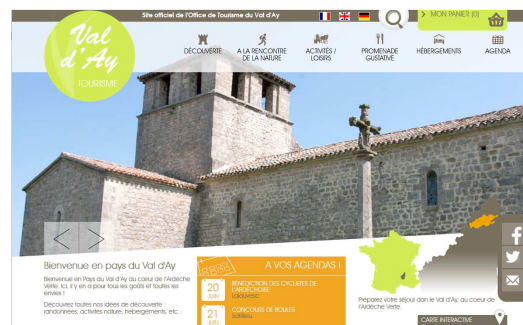 Site officiel de l'Office de Tourisme du Val d'Ay
MON PANIER (0)
Val
d'Ay
TOURISME
DÉCOUVERTE
A LA RENCONTRE
DE LA NATURE
ACTIVITÉS /
LOISIRS
PROMENADE
GUSTATIVE
HÉBERGEMENTS
AGENDA
Bienvenue en pays du Val d'Ay
Bienvenue en Pays du Val d'Ay au cœur de l'Ardèche
Verte. Ici, il y en a pour tous les goûts et toutes les
envies !
Découvrez toutes nos idées de découverte :
randonnées, activités nature, hébergements, etc...
A VOS AGENDAS !
20
JUIN
BÉNÉDICTION DES CYCLISTES DE
L'ARDÉCHOISE
Lalouvesc
21
JUIN
CONCOURS DE BOULES
Satillieu
Préparez votre séjour dans le Val d'Ay, au coeur de
l'Ardèche Verte.
CARTE INTERACTIVE